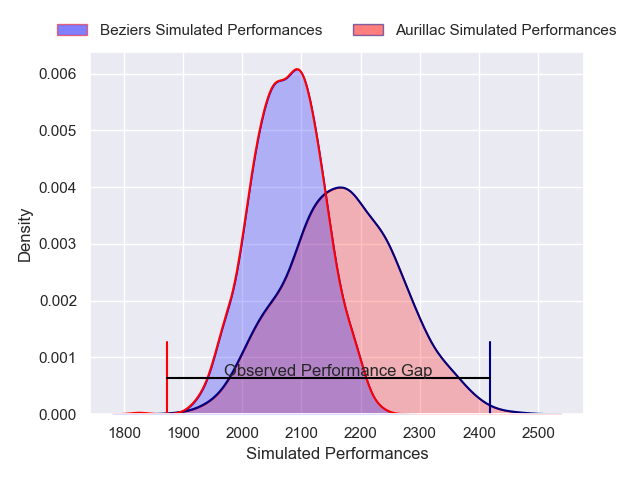 Beziers Simulated Performances Aurillac Simulated Performances
0.006
0.005
0.004
0.003
0.002
0.001
0.000
Density
Observed Performance Gap
1800 1900 2000 2100 2200 2300 2400 2500
Simulated Performances